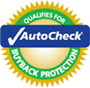 QUALIFIES FOR
AutoCheck®
BUYBACK PROTECTION